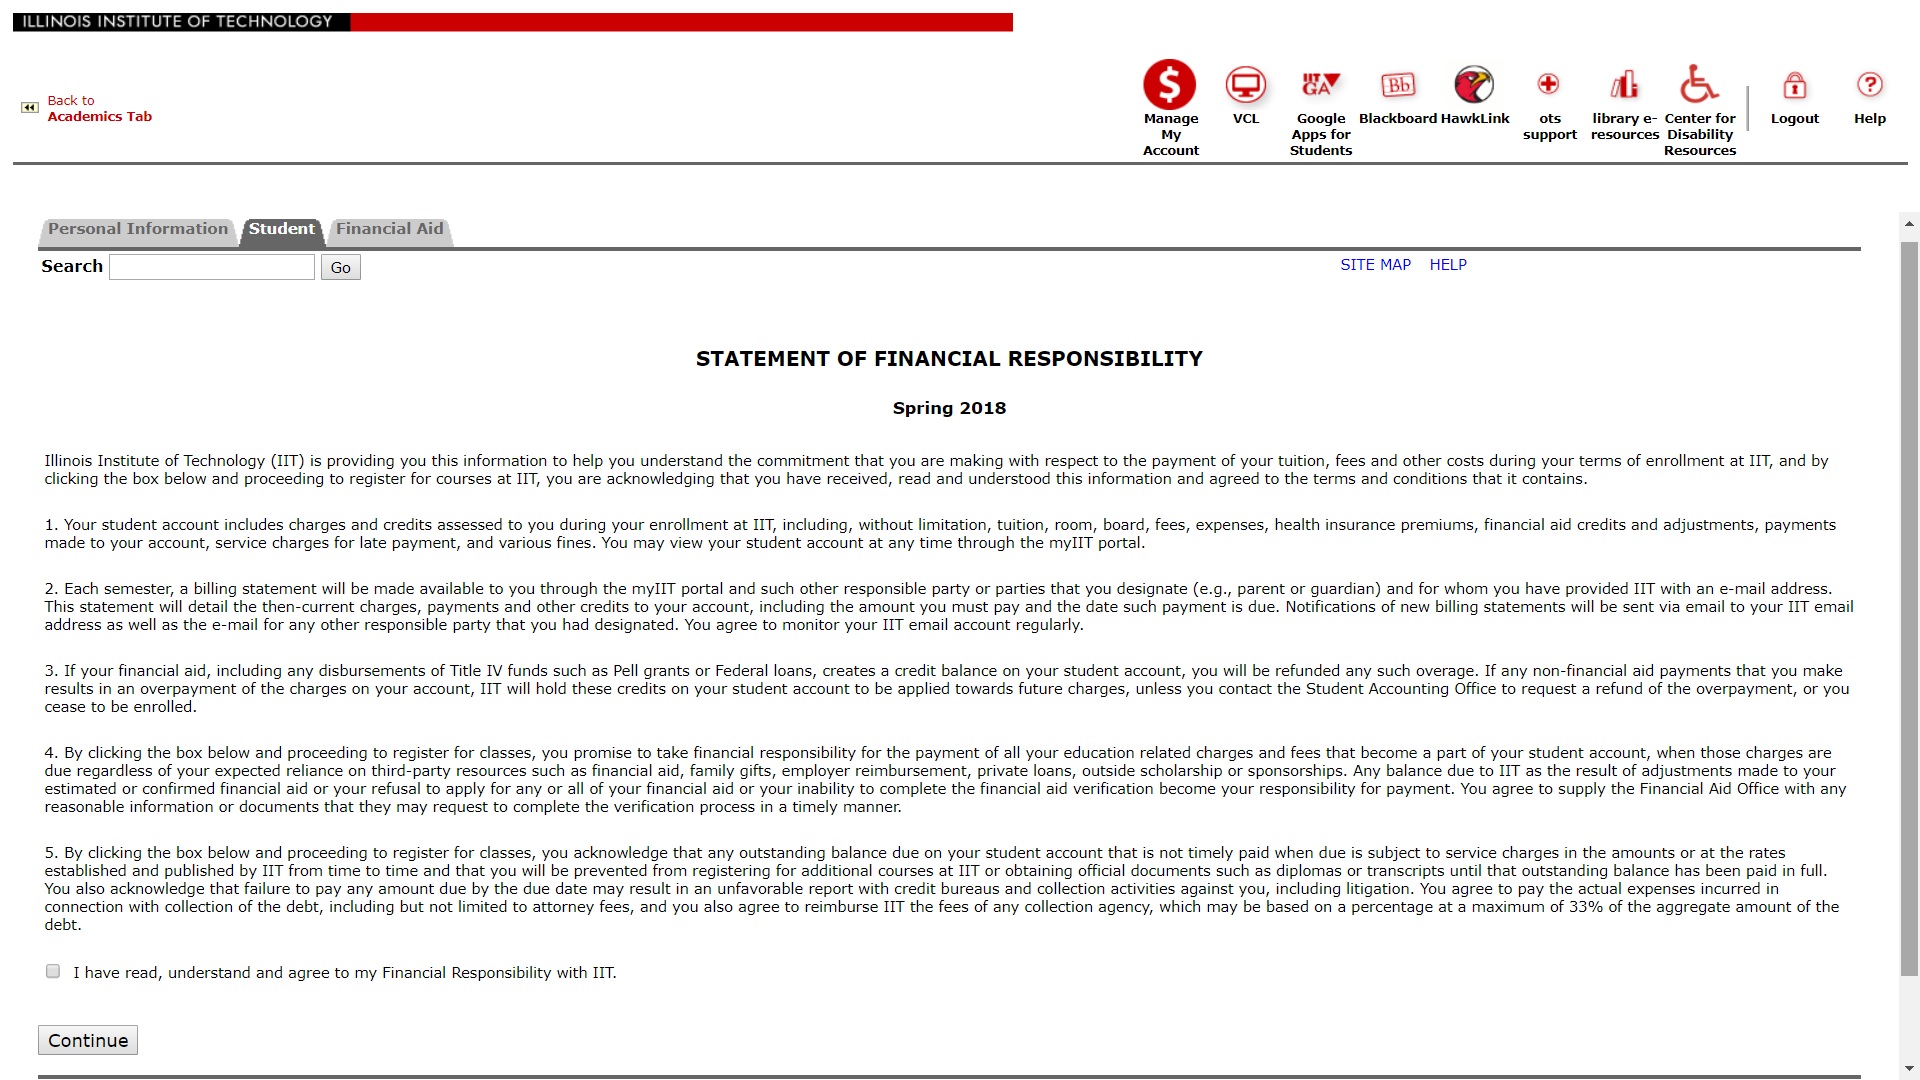 ILLINOIS INSTITUTE OF TECHNOLOGY
Back to
Academics Tab
Manage My Account
VCL
IIT GA
Google Apps for Students
Bb
Blackboard
HawkLink
ots support
library e-resources
Center for Disability Resources
Logout
Help
Personal Information
Student
Financial Aid
Search
Go
SITE MAP
HELP
STATEMENT OF FINANCIAL RESPONSIBILITY
Spring 2018
Illinois Institute of Technology (IIT) is providing you this information to help you understand the commitment that you are making with respect to the payment of your tuition, fees and other costs during your terms of enrollment at IIT, and by
clicking the box below and proceeding to register for courses at IIT, you are acknowledging that you have received, read and understood this information and agreed to the terms and conditions that it contains.
1. Your student account includes charges and credits assessed to you during your enrollment at IIT, including, without limitation, tuition, room, board, fees, expenses, health insurance premiums, financial aid credits and adjustments, payments
made to your account, service charges for late payment, and various fines. You may view your student account at any time through the myIIT portal.
2. Each semester, a billing statement will be made available to you through the myIIT portal and such other responsible party or parties that you designate (e.g., parent or guardian) and for whom you have provided IIT with an e-mail address.
This statement will detail the then-current charges, payments and other credits to your account, including the amount you must pay and the date such payment is due. Notifications of new billing statements will be sent via email to your IIT email
address as well as the e-mail for any other responsible party that you had designated. You agree to monitor your IIT email account regularly.
3. If your financial aid, including any disbursements of Title IV funds such as Pell grants or Federal loans, creates a credit balance on your student account, you will be refunded any such overage. If any non-financial aid payments that you make
results in an overpayment of the charges on your account, IIT will hold these credits on your student account to be applied towards future charges, unless you contact the Student Accounting Office to request a refund of the overpayment, or you
cease to be enrolled.
4. By clicking the box below and proceeding to register for classes, you promise to take financial responsibility for the payment of all your education related charges and fees that become a part of your student account, when those charges are
due regardless of your expected reliance on third-party resources such as financial aid, family gifts, employer reimbursement, private loans, outside scholarship or sponsorships. Any balance due to IIT as the result of adjustments made to your
estimated or confirmed financial aid or your refusal to apply for any or all of your financial aid or your inability to complete the financial aid verification become your responsibility for payment. You agree to supply the Financial Aid Office with any
reasonable information or documents that they may request to complete the verification process in a timely manner.
5. By clicking the box below and proceeding to register for classes, you acknowledge that any outstanding balance due on your student account that is not timely paid when due is subject to service charges in the amounts or at the rates
established and published by IIT from time to time and that you will be prevented from registering for additional courses at IIT or obtaining official documents such as diplomas or transcripts until that outstanding balance has been paid in full.
You also acknowledge that failure to pay any amount due by the due date may result in an unfavorable report with credit bureaus and collection activities against you, including litigation. You agree to pay the actual expenses incurred in
connection with collection of the debt, including but not limited to attorney fees, and you also agree to reimburse IIT the fees of any collection agency, which may be based on a percentage at a maximum of 33% of the aggregate amount of the
debt.
I have read, understand and agree to my Financial Responsibility with IIT.
Continue